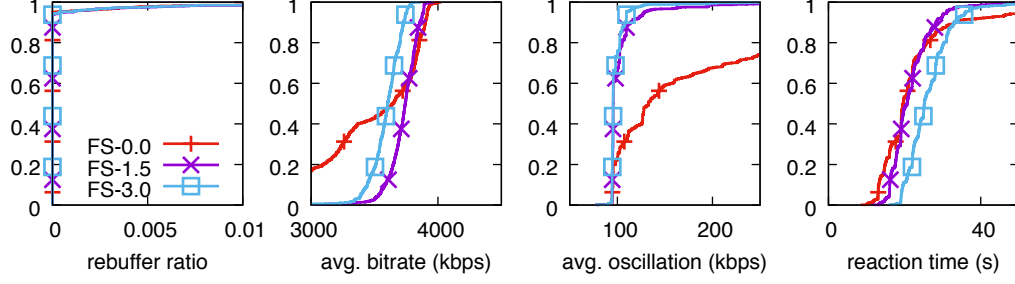 1 1 1 1
0.8 0.8 0.8 0.8
0.6 0.6 0.6 0.6
0.4 0.4 0.4 0.4
FS-0.0
FS-1.5
0.2 0.2 0.2 0.2
FS-3.0
0 0 0 0
0 0.005 0.01 3000 4000 100 200 0 20 40
rebuffer ratio avg. bitrate (kbps) avg. oscillation (kbps) reaction time (s)